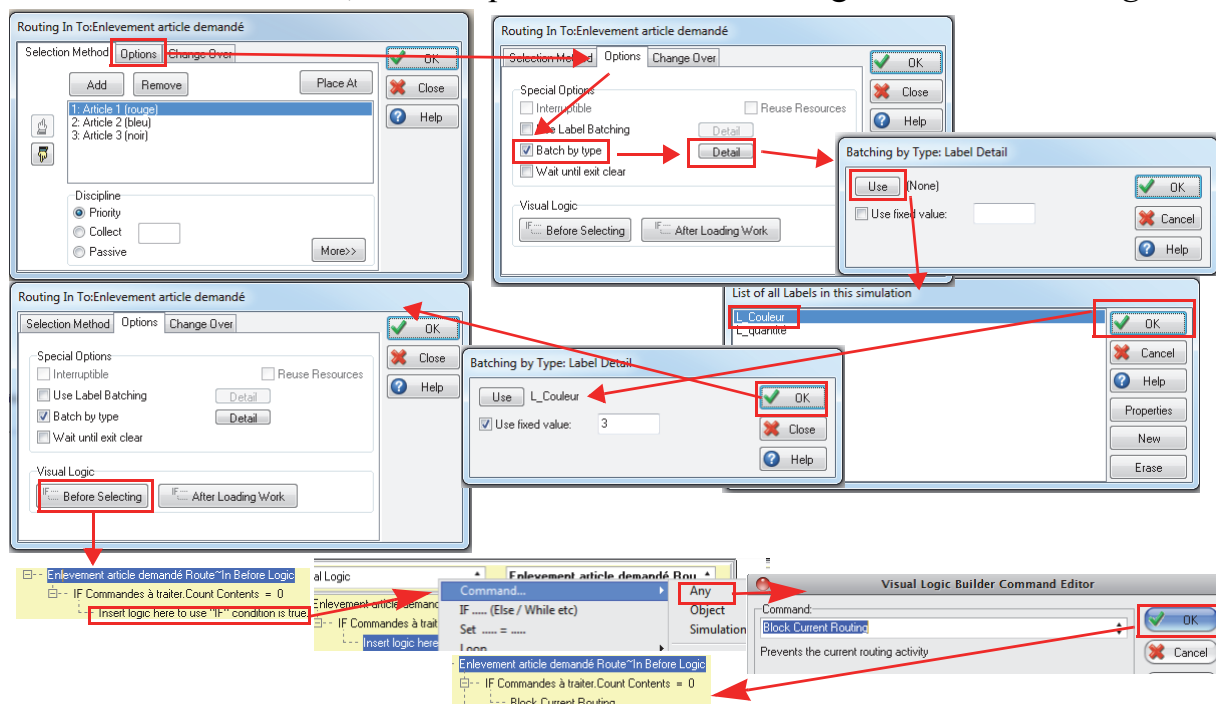 Routing In To:Enlevement article demandé
Selection Method Options Change Over
Add Remove Place At
1: Article 1 (rouge)
2: Article 2 (bleu)
3: Article 3 (noir)
Discipline
Priority
Collect
Passive
More>>
OK
Close
Help
Routing In To:Enlevement article demandé
Selection Method Options Change Over
Special Options
Interruptible Reuse Resources
Label Batching Detail
Batch by type Detail
Wait until exit clear
Visual Logic
Before Selecting After Loading Work
OK
Close
Help
Batching by Type: Label Detail
Use (None)
Use fixed value:
OK
Cancel
Help
List of all Labels in this simulation
L_Couleur
L_quantité
OK
Cancel
Help
Properties
New
Erase
Routing In To:Enlevement article demandé
Selection Method Options Change Over
Special Options
Interruptible Reuse Resources
Use Label Batching Detail
Batch by type Detail
Wait until exit clear
Visual Logic
IF Before Selecting IF After Loading Work
OK
Close
Help
Batching by Type: Label Detail
Use L_Couleur
Use fixed value: 3
OK
Close
Help
Enlevement article demandé Route~In Before Logic
IF Commandes à traiter.Count Contents = 0
Insert logic here to use "IF" condition is true.
al Logic Enlevement article demandé Rou
Command... Any
IF ..... (Else / While etc) Object
Set ..... = ..... Simulation
Loop
IF Commandes à trait
Insert logic here
Enlevement article demandé Route~In Before Logic
IF Commandes à traiter.Count Contents = 0
Block Current Routing
Visual Logic Builder Command Editor
Command:
Block Current Routing
Prevents the current routing activity
OK
Cancel